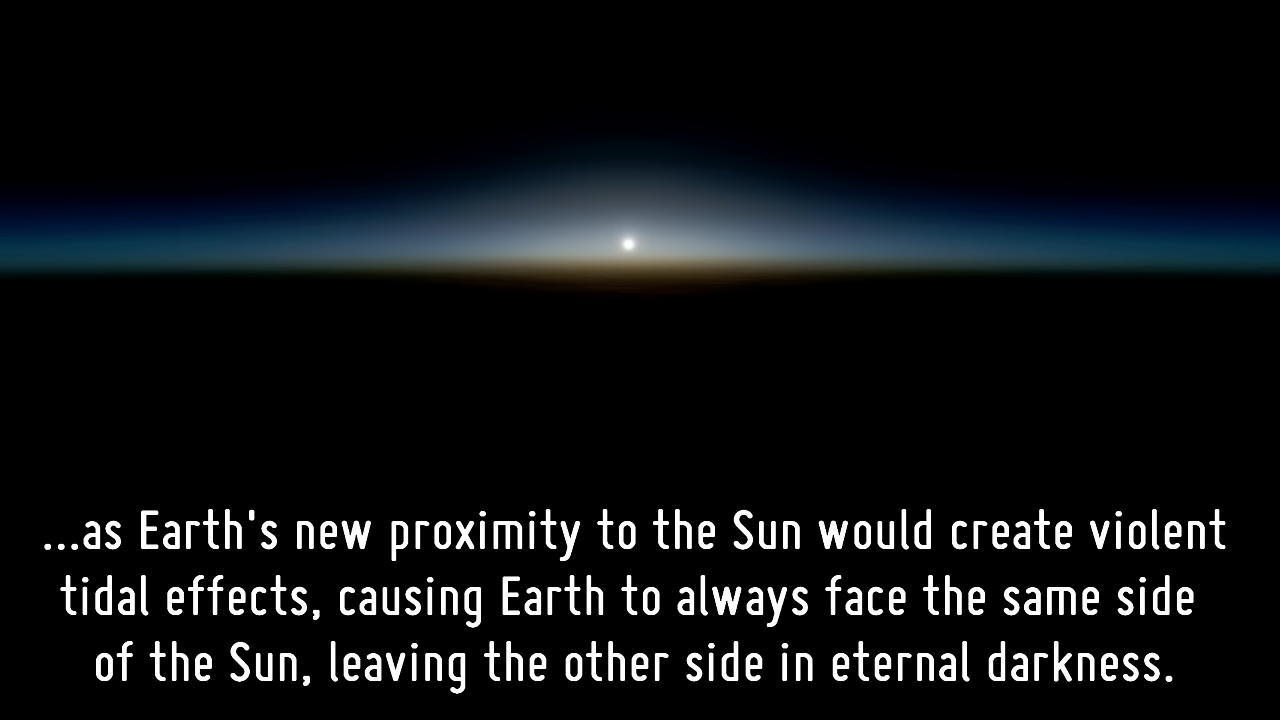 ...as Earth's new proximity to the Sun would create violent
tidal effects, causing Earth to always face the same side
of the Sun, leaving the other side in eternal darkness.